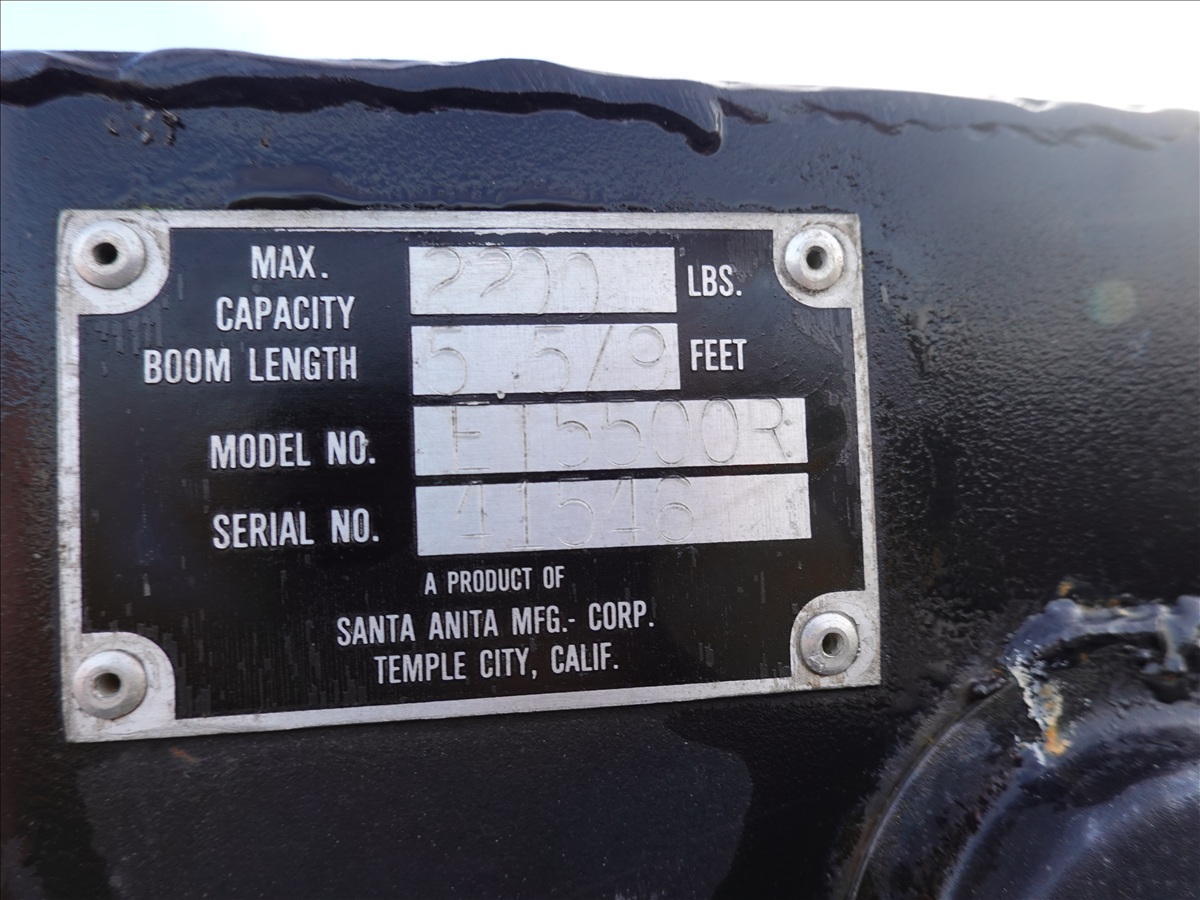 MAX.
CAPACITY 2200 LBS.
BOOM LENGTH 5.5/9 FEET
MODEL NO. E15500R
SERIAL NO. 41546
A PRODUCT OF
SANTA ANITA MFG.- CORP.
TEMPLE CITY, CALIF.